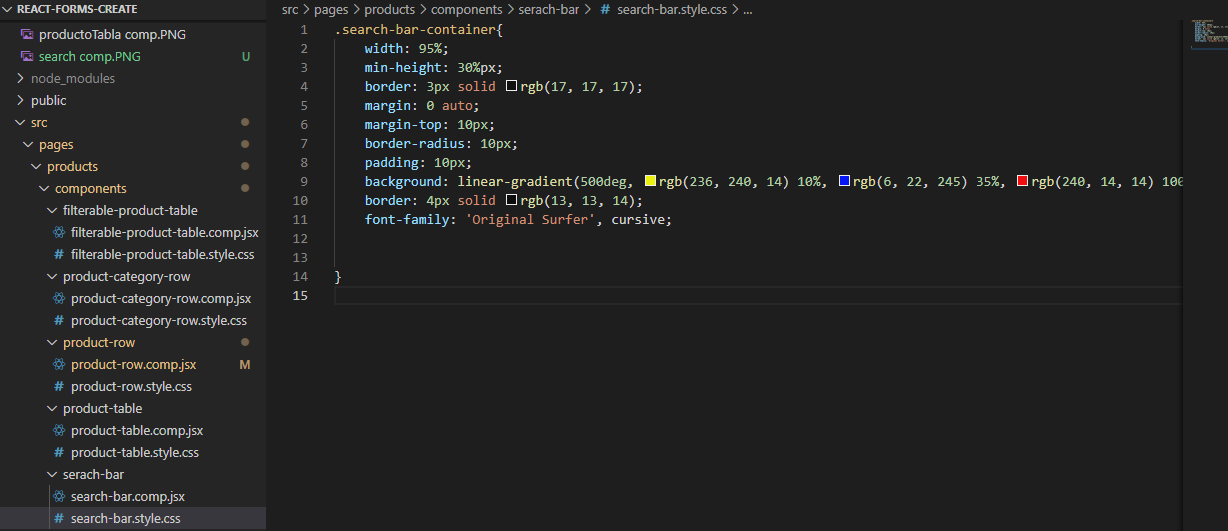 REACT-FORMS-CREATE
productoTabla comp.PNG
search comp.PNG U
node_modules
public
src
pages
products
components
filterable-product-table
filterable-product-table.comp.jsx
filterable-product-table.style.css
product-category-row
product-category-row.comp.jsx
product-category-row.style.css
product-row
product-row.comp.jsx M
product-row.style.css
product-table
product-table.comp.jsx
product-table.style.css
serach-bar
search-bar.comp.jsx
search-bar.style.css
src > pages > products > components > serach-bar > # search-bar.style.css > ...
1 .search-bar-container{
2 width: 95%;
3 min-height: 30%px;
4 border: 3px solid rgb(17, 17, 17);
5 margin: 0 auto;
6 margin-top: 10px;
7 border-radius: 10px;
8 padding: 10px;
9 background: linear-gradient(500deg, rgb(236, 240, 14) 10%, rgb(6, 22, 245) 35%, rgb(240, 14, 14) 100
10 border: 4px solid rgb(13, 13, 14);
11 font-family: 'Original Surfer', cursive;
12
13
14 }
15